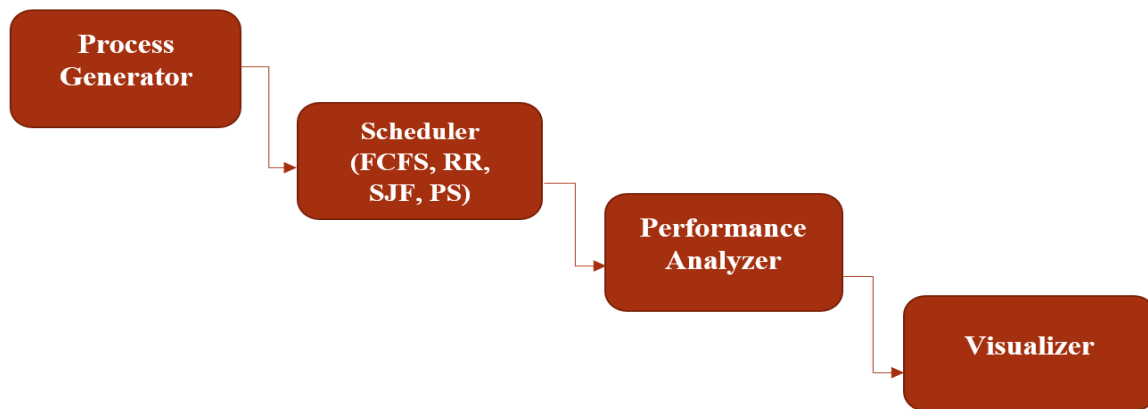 Process
Generator
Scheduler
(FCFS, RR,
SJF, PS)
Performance
Analyzer
Visualizer